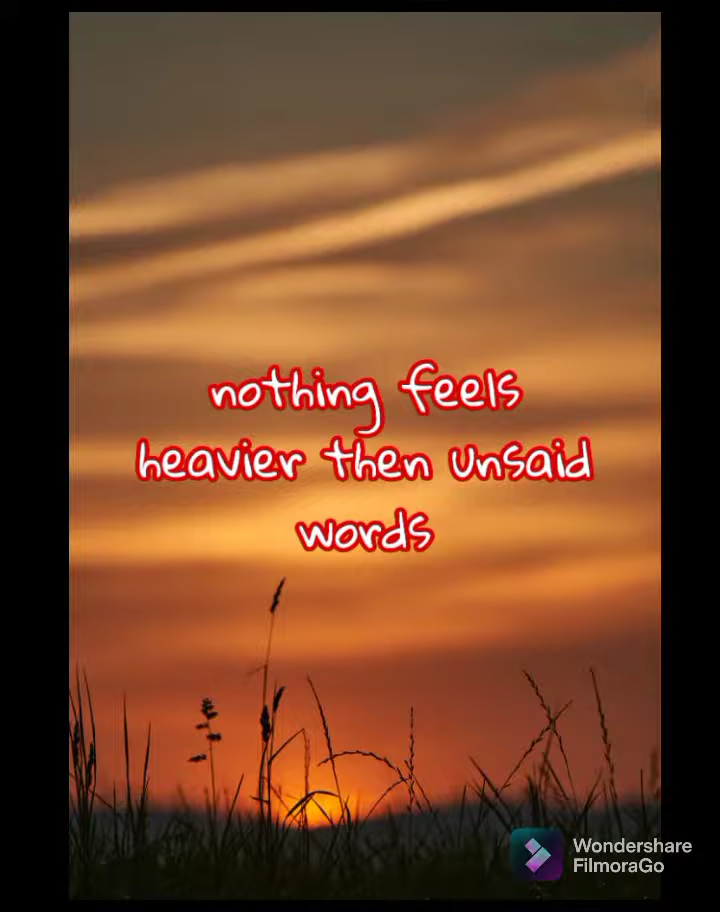 nothing feels
heavier then unsaid
words
Wondershare
FilmoraGo